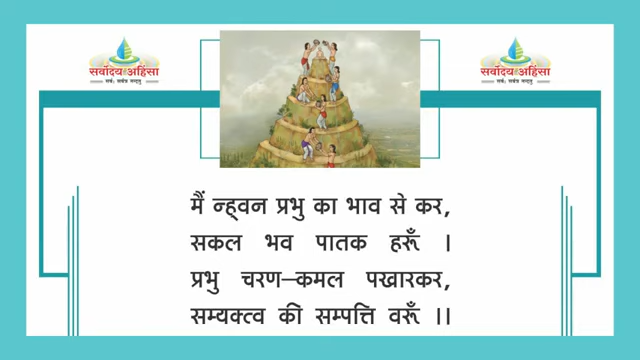 सर्वोदय अहिंसा
सर्वोदय अहिंसा
मैं न्ह्वन प्रभु का भाव से कर,
सकल भव पातक हरूँ ।
प्रभु चरण–कमल पखारकर,
सम्यक्त्व की सम्पत्ति वरूँ ।।